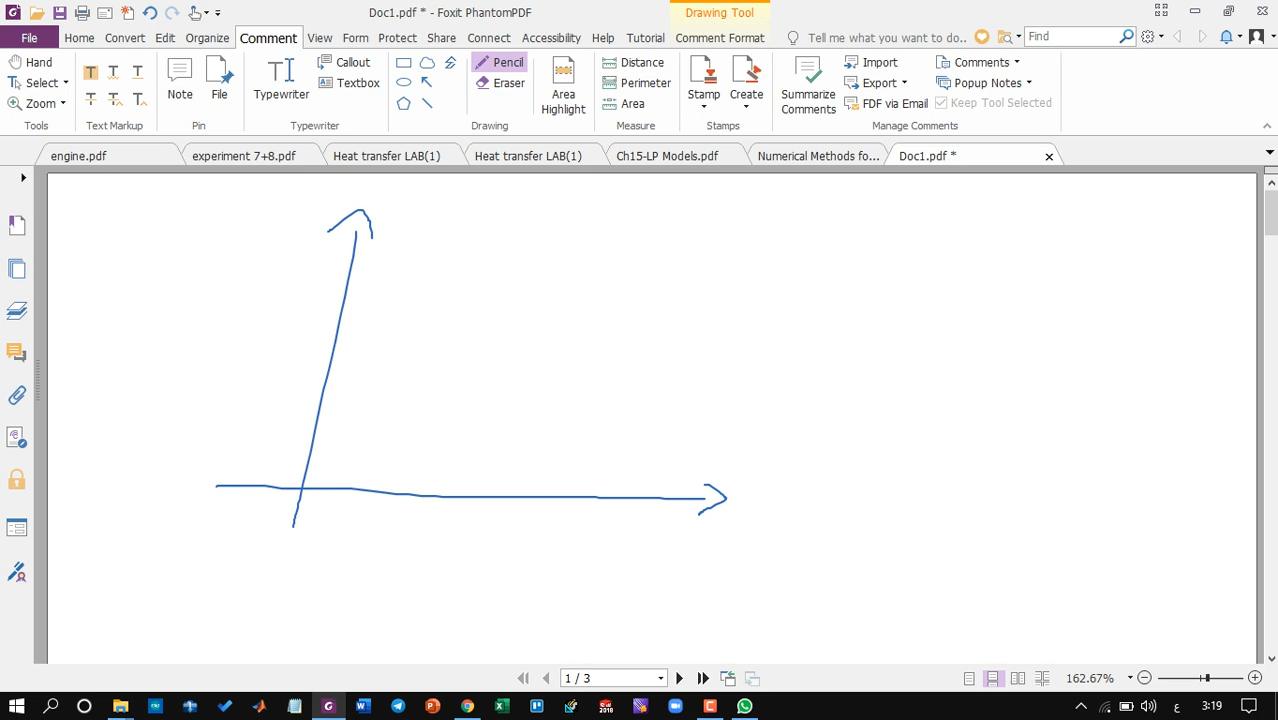 Doc1.pdf * - Foxit PhantomPDF
Drawing Tool
File Home Convert Edit Organize Comment View Form Protect Share Connect Accessibility Help Tutorial Comment Format Tell me what you want to do.. Find
Hand
Select
Zoom
Tools
Text Markup
Note
File
Pin
Typewriter
Callout
Textbox
Typewriter
Pencil
Eraser
Drawing
Area
Highlight
Distance
Perimeter
Area
Measure
Stamp
Create
Stamps
Summarize
Comments
Import
Export
FDF via Email
Comments
Popup Notes
Keep Tool Selected
Manage Comments
engine.pdf experiment 7+8.pdf Heat transfer LAB(1) Heat transfer LAB(1) Ch15-LP Models.pdf Numerical Methods fo... Doc1.pdf *
1 / 3
162.67%
ع 3:19